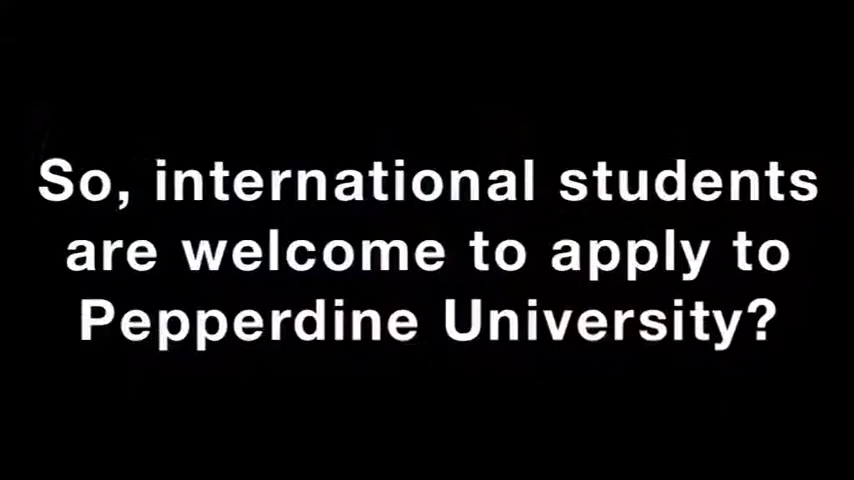 So, international students
are welcome to apply to
Pepperdine University?